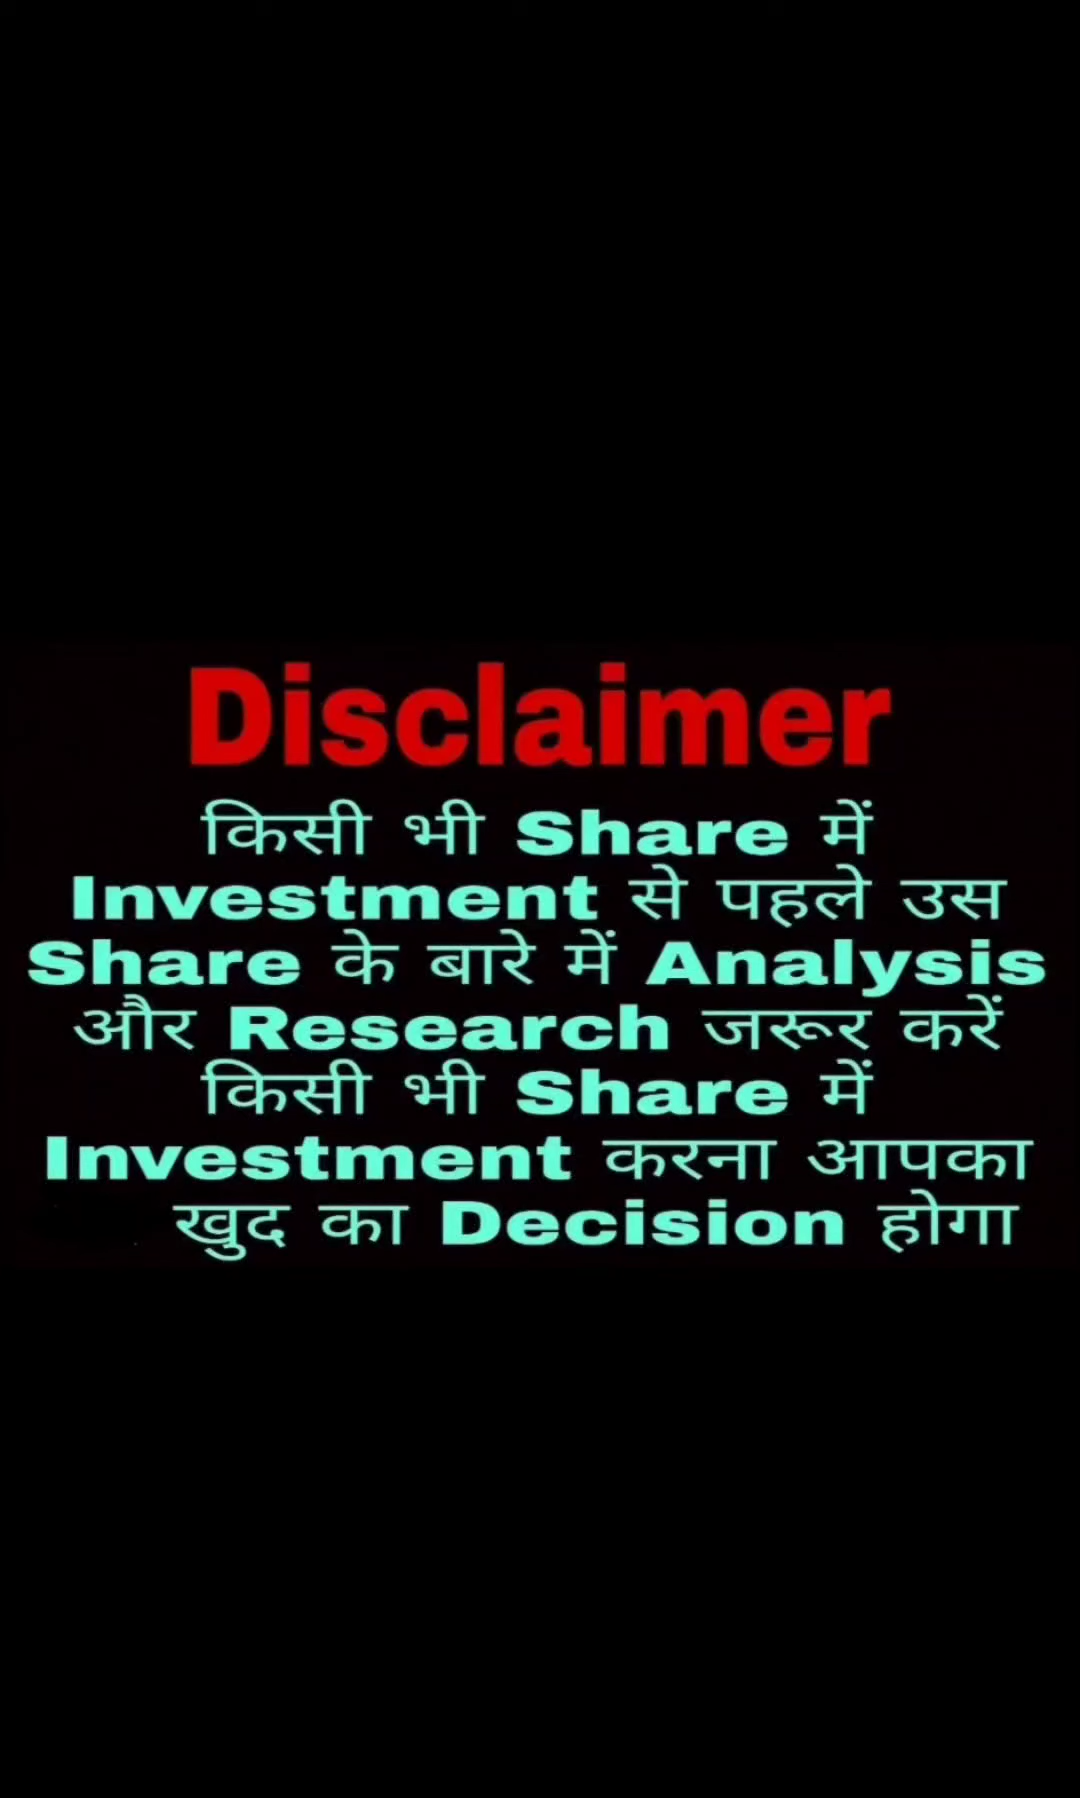 Disclaimer
किसी भी Share में
Investment से पहले उस
Share के बारे में Analysis
और Research जरूर करें
किसी भी Share में
Investment करना आपका
खुद का Decision होगा